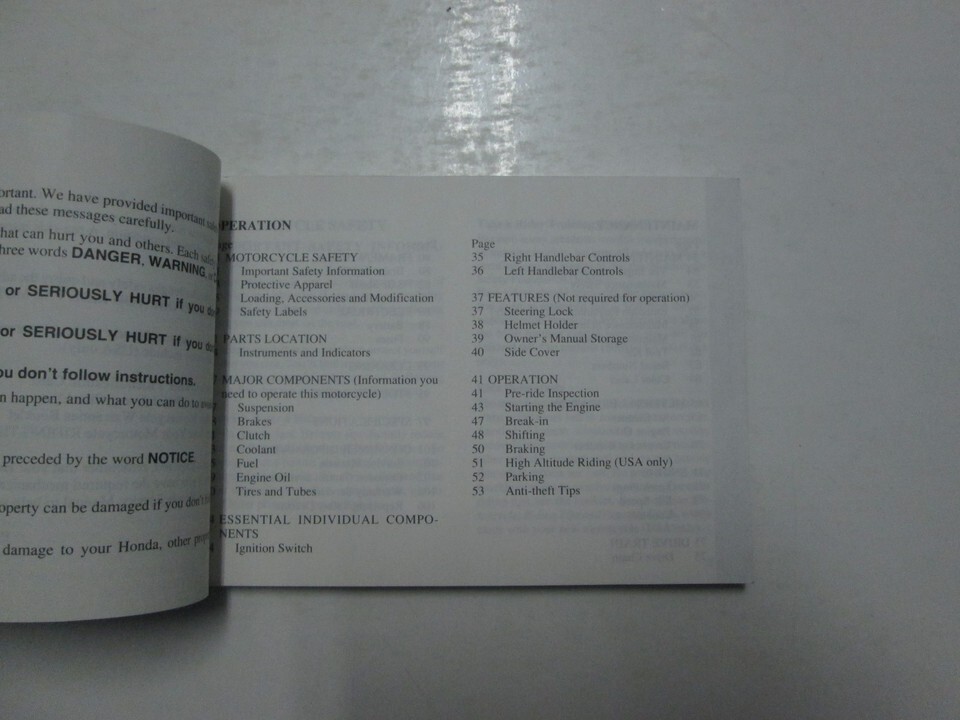 ortant. We have provided important
ad these messages carefully.
hat can hurt you and others. Each
hree words DANGER, WARNING,
or SERIOUSLY HURT if you
or SERIOUSLY HURT if you
ou don't follow instructions.
n happen, and what you can do to
preceded by the word NOTICE
operty can be damaged if you don't
damage to your Honda, other
PERATION
MOTORCYCLE SAFETY
Important Safety Information
Protective Apparel
Loading, Accessories and Modification
Safety Labels
PARTS LOCATION
Instruments and Indicators
MAJOR COMPONENTS (Information you
need to operate this motorcycle)
Suspension
Brakes
Clutch
Coolant
Fuel
Engine Oil
Tires and Tubes
ESSENTIAL INDIVIDUAL COMPO-
NENTS
Ignition Switch
Page
35 Right Handlebar Controls
36 Left Handlebar Controls
37 FEATURES (Not required for operation)
37 Steering Lock
38 Helmet Holder
39 Owner's Manual Storage
40 Side Cover
41 OPERATION
41 Pre-ride Inspection
43 Starting the Engine
47 Break-in
48 Shifting
50 Braking
51 High Altitude Riding (USA only)
52 Parking
53 Anti-theft Tips